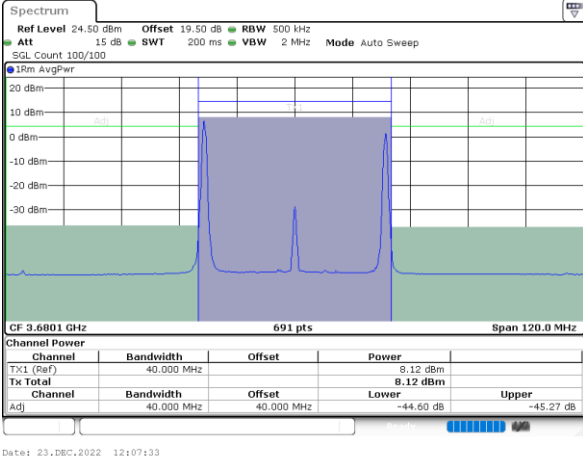 Spectrum
Ref Level 24.50 dBm Offset 19.50 dB RBW 500 kHz
Att 15 dB SWT 200 ms VBW 2 MHz Mode Auto Sweep
SGL Count 100/100
1Rm AvgPwr
20 dBm
TX1
10 dBm
Adj Adj
0 dBm
-10 dBm
-20 dBm
-30 dBm
CF 3.6801 GHz 691 pts Span 120.0 MHz
Channel Power
Channel Bandwidth Offset Power
TX1 (Ref) 40.000 MHz 8.12 dBm
Tx Total 8.12 dBm
Channel Bandwidth Offset Lower Upper
Adj 40.000 MHz 40.000 MHz -44.60 dB -45.27 dB
Ready
Date: 23.DEC.2022 12:07:33